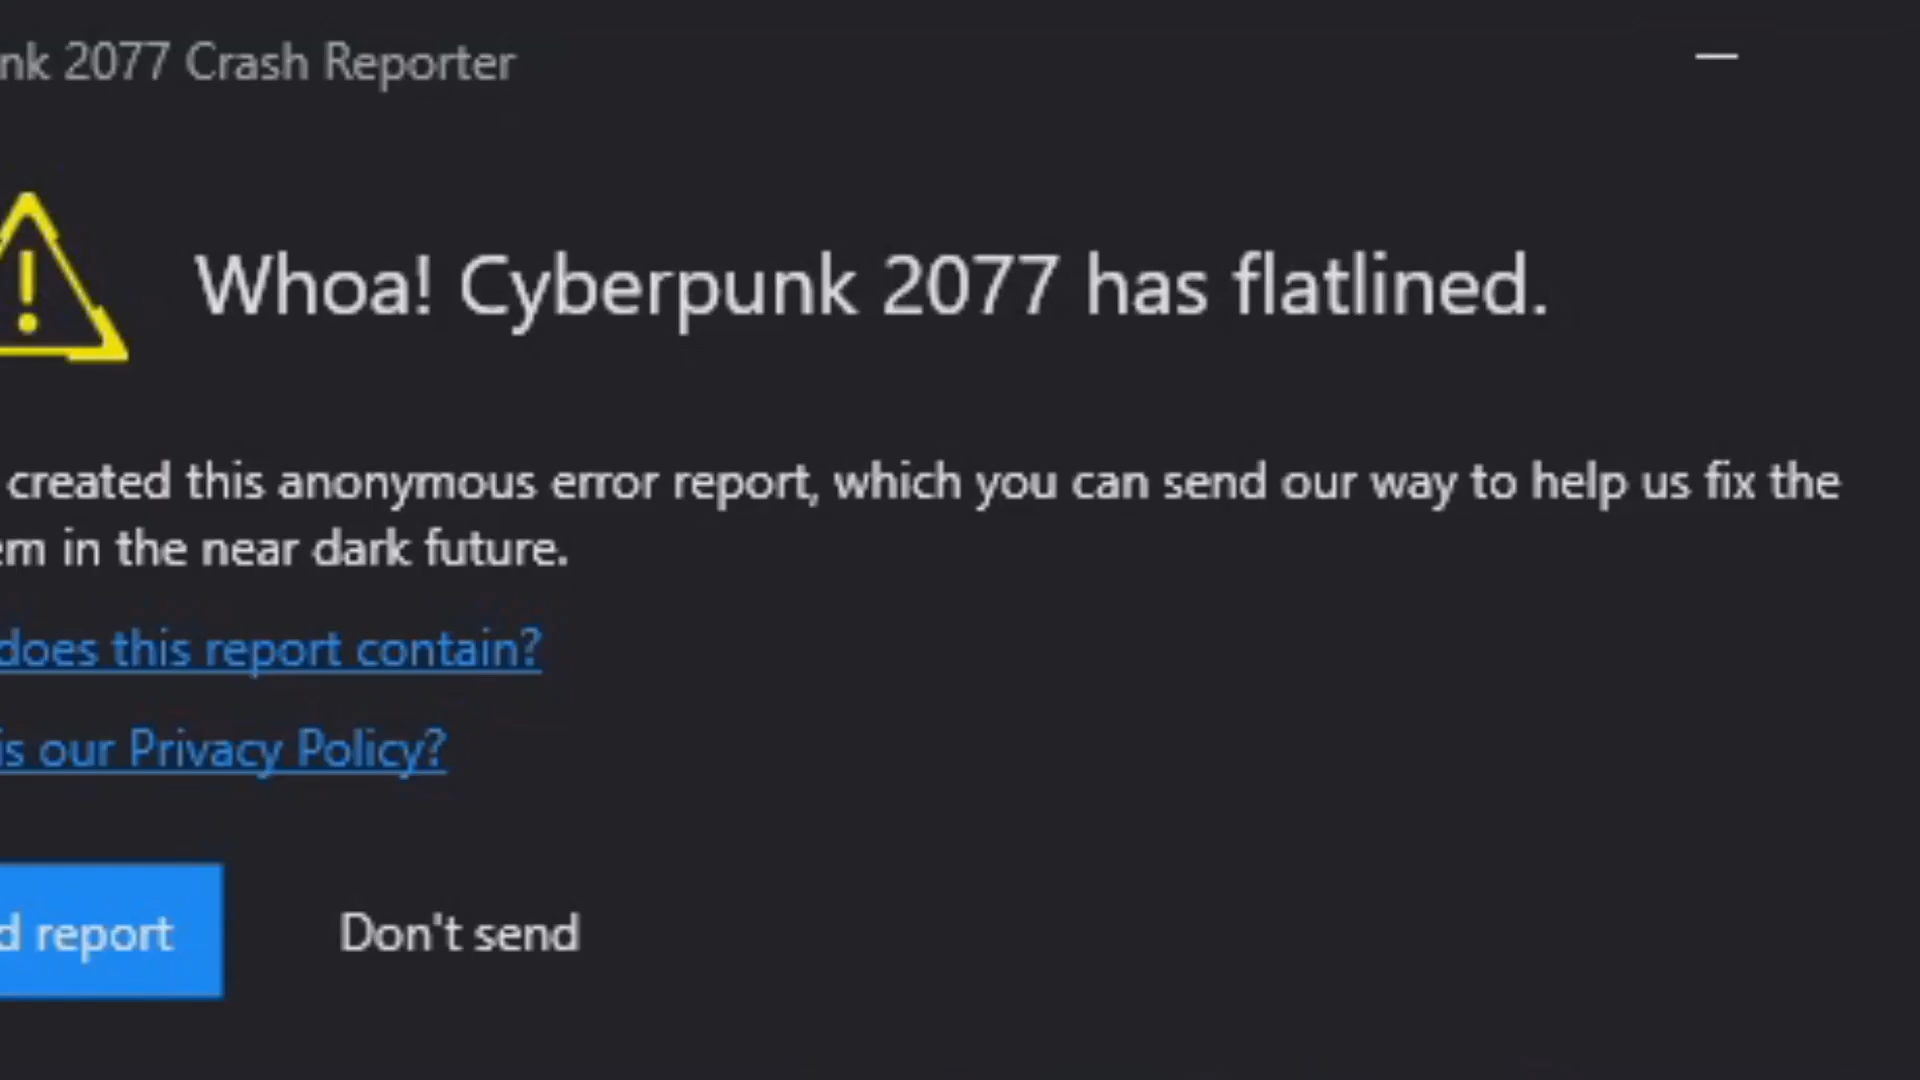 nk 2077 Crash Reporter
Whoa! Cyberpunk 2077 has flatlined.
created this anonymous error report, which you can send our way to help us fix the
em in the near dark future.
does this report contain?
is our Privacy Policy?
d report
Don't send